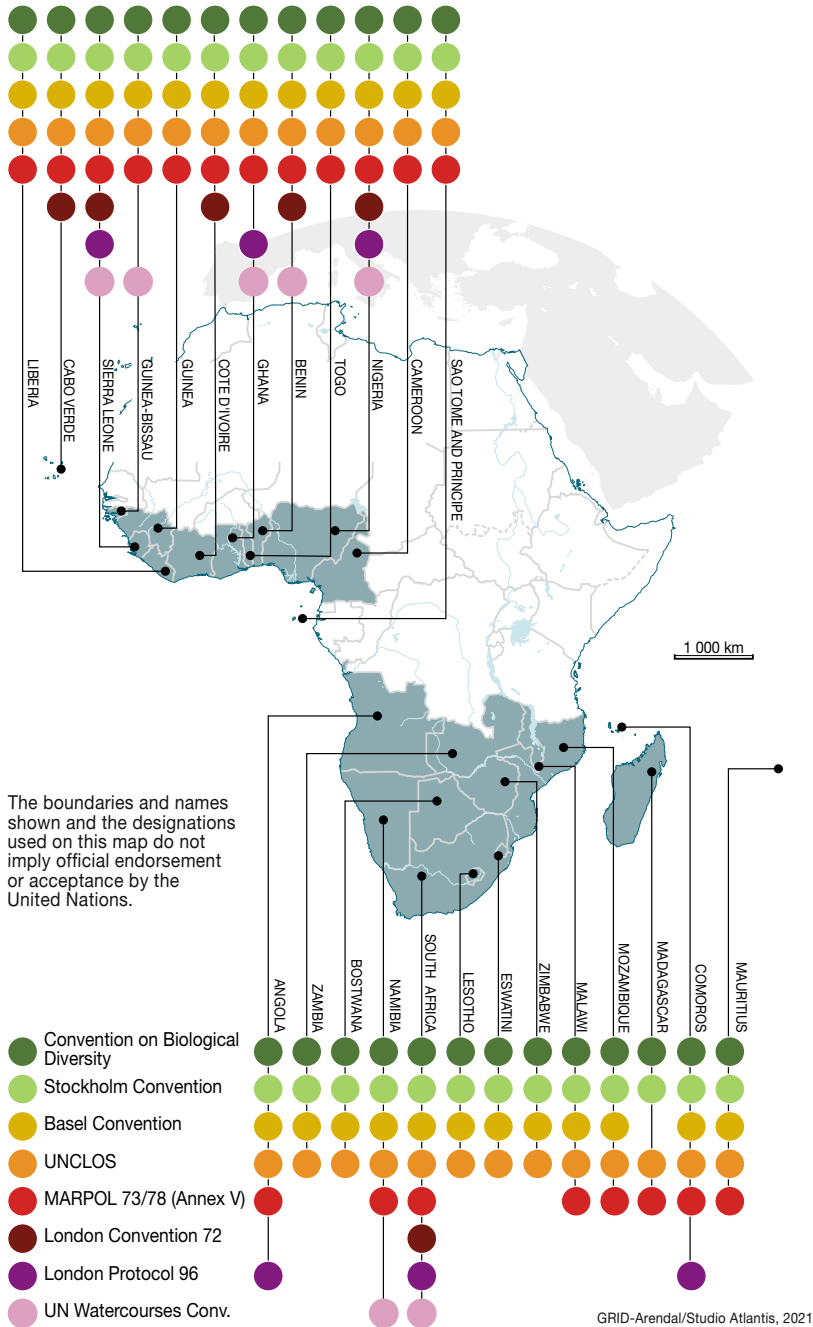 LIBERIA
CABO VERDE
SIERRA LEONE
GUINEA-BISSAU
GUINEA
COTE D'IVOIRE
GHANA
BENIN
TOGO
NIGERIA
CAMEROON
SAO TOME AND PRINCIPE
1 000 km
The boundaries and names
shown and the designations
used on this map do not
imply official endorsement
or acceptance by the
United Nations.
ANGOLA
ZAMBIA
BOSTWANA
NAMIBIA
SOUTH AFRICA
LESOTHO
ESWATINI
ZIMBABWE
MALAWI
MOZAMBIQUE
MADAGASCAR
COMOROS
MAURITIUS
Convention on Biological
Diversity
Stockholm Convention
Basel Convention
UNCLOS
MARPOL 73/78 (Annex V)
London Convention 72
London Protocol 96
UN Watercourses Conv.
GRID-Arendal/Studio Atlantis, 2021